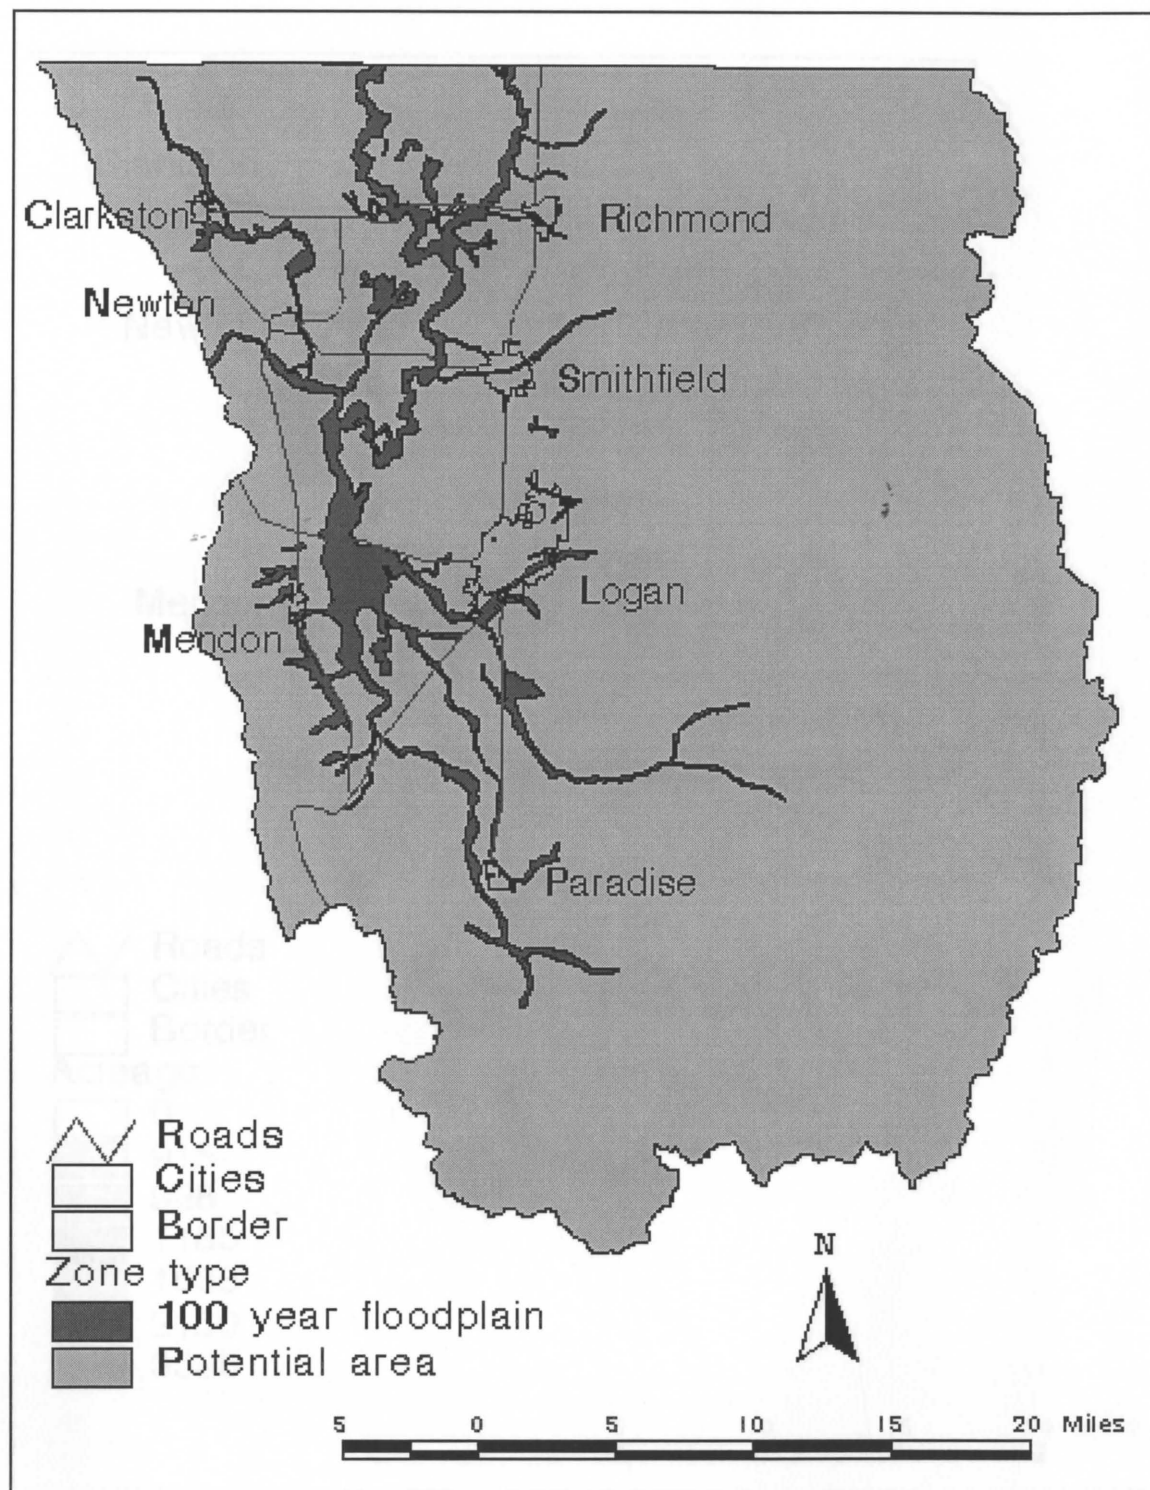 Clarkston
Richmond
Newton
Smithfield
Logan
Mendon
Paradise
Roads
Cities
Border
Zone type
100 year floodplain
Potential area
N
5 0 5 10 15 20 Miles